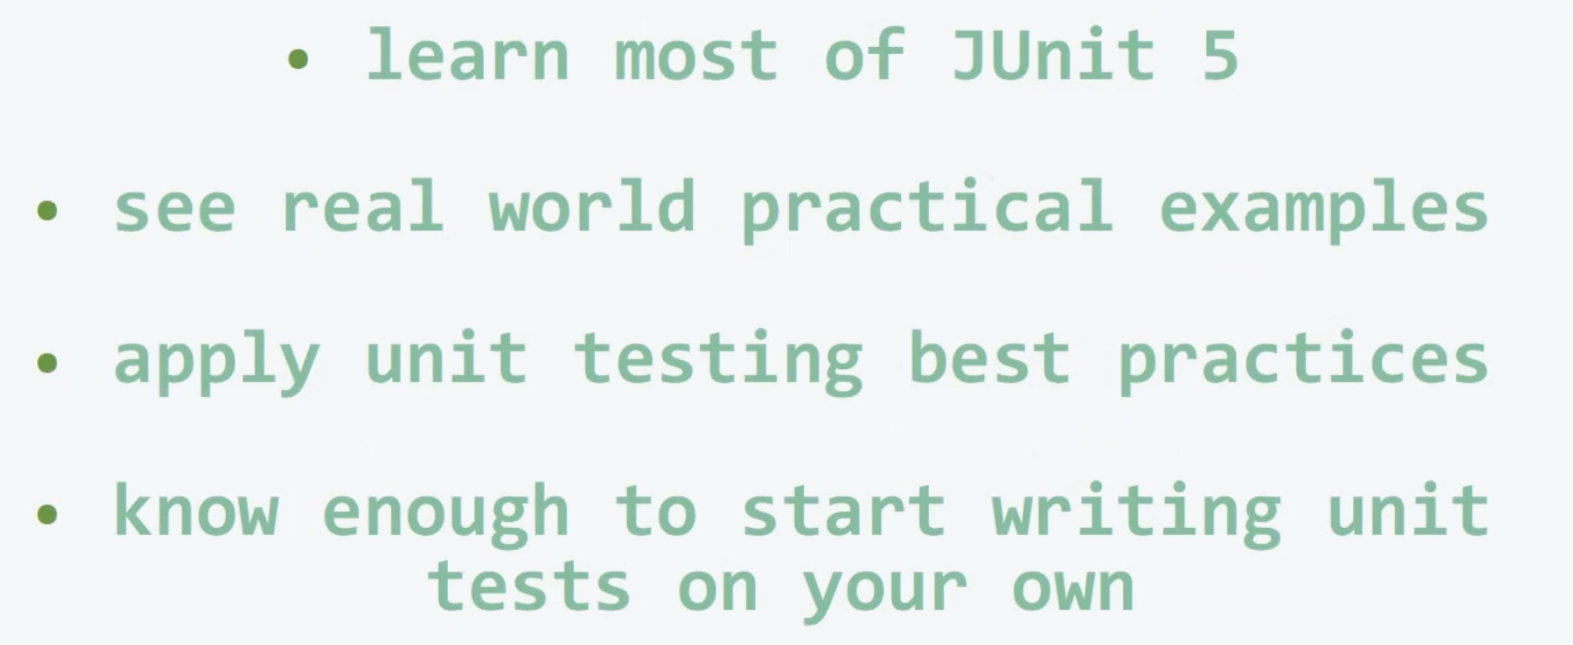 • learn most of JUnit 5
• see real world practical examples
• apply unit testing best practices
• know enough to start writing unit
tests on your own